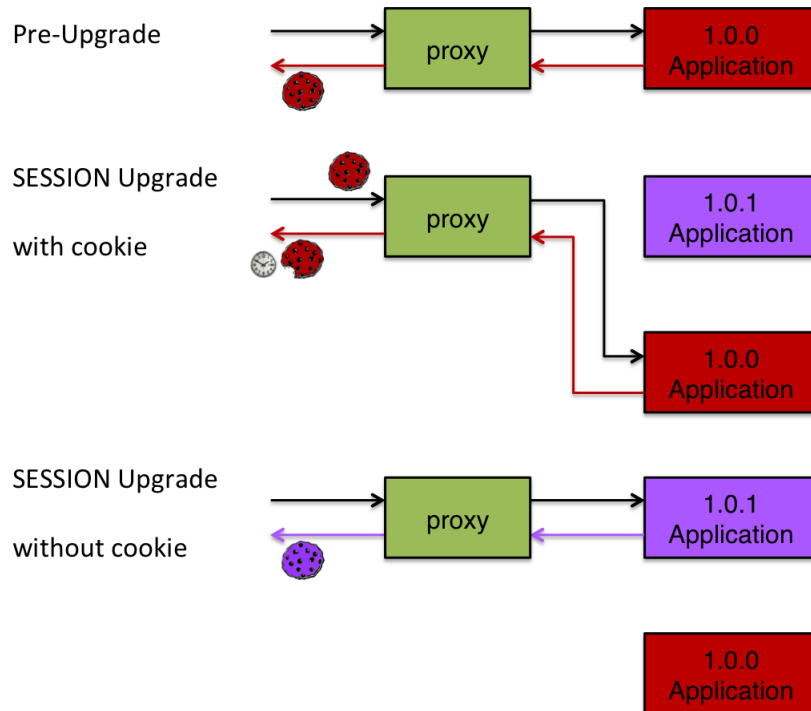 Pre-Upgrade
proxy
1.0.0
Application
SESSION Upgrade
with cookie
proxy
1.0.1
Application
1.0.0
Application
SESSION Upgrade
without cookie
proxy
1.0.1
Application
1.0.0
Application